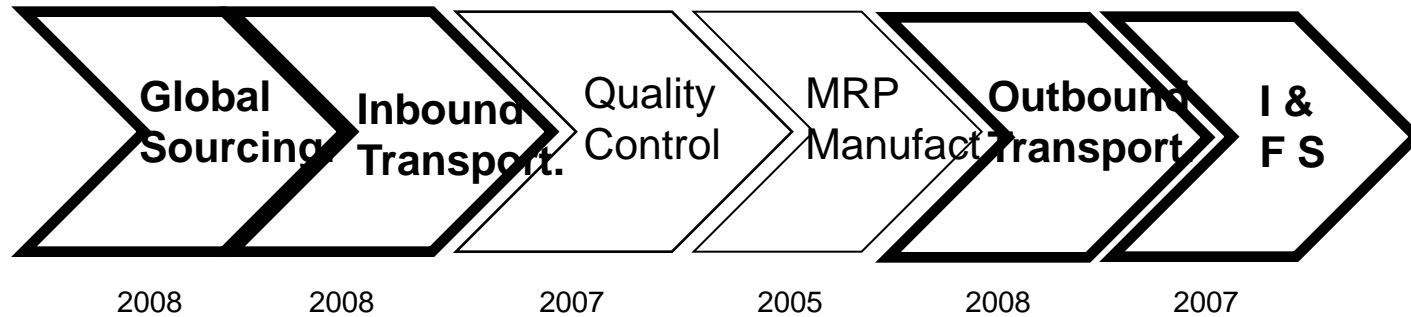 Global
Sourcing.
Inbound
Transport.
Quality
Control
MRP
Manufact
Outbound
Transport
I &
F S
2008 2008 2007 2005 2008 2007